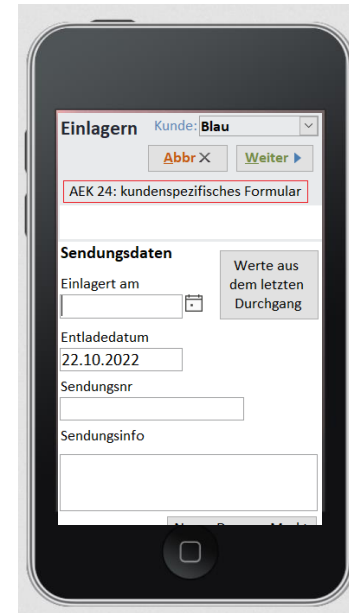 Einlagern Kunde: Blau
Abbr X Weiter
AEK 24: kundenspezifisches Formular
Sendungsdaten
Werte aus
dem letzten
Durchgang
Einlagert am
Entladedatum
22.10.2022
Sendungsnr
Sendungsinfo